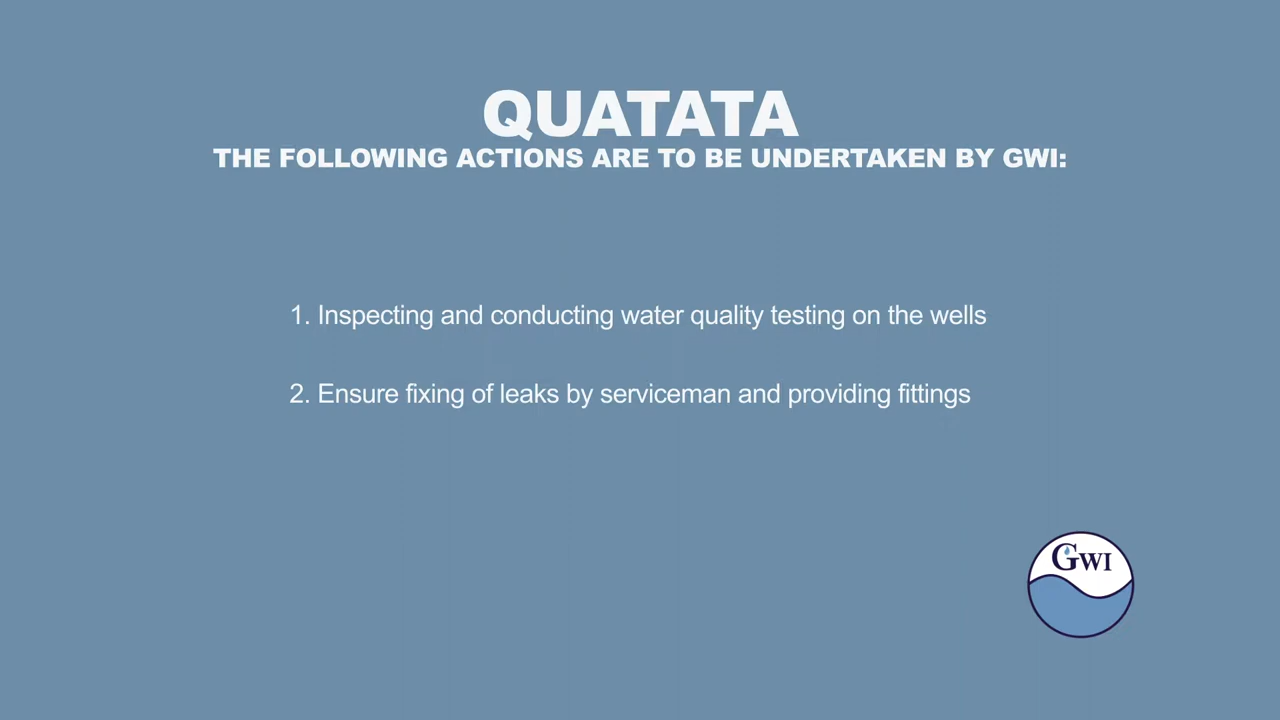 QUATATA
THE FOLLOWING ACTIONS ARE TO BE UNDERTAKEN BY GWI:
1. Inspecting and conducting water quality testing on the wells
2. Ensure fixing of leaks by serviceman and providing fittings
GWI